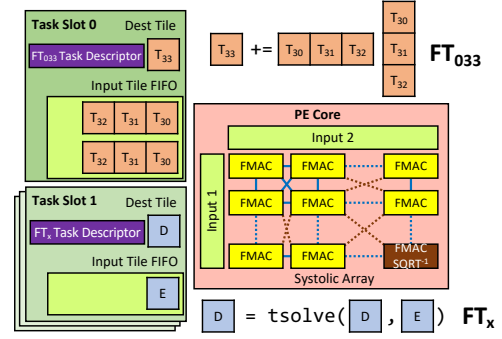 Task Slot 0
Dest Tile
FT033 Task Descriptor
T33
Input Tile FIFO
T32 T31 T30
T32 T31 T30
Task Slot 1
Dest Tile
FTx Task Descriptor
D
Input Tile FIFO
E
T33 += T30 T31 T32
T30
T31
T32
FT033
PE Core
Input 2
Input 1
FMAC FMAC FMAC
FMAC FMAC FMAC
FMAC FMAC FMAC
SQRT-1
Systolic Array
D = tsolve( D , E ) FTx